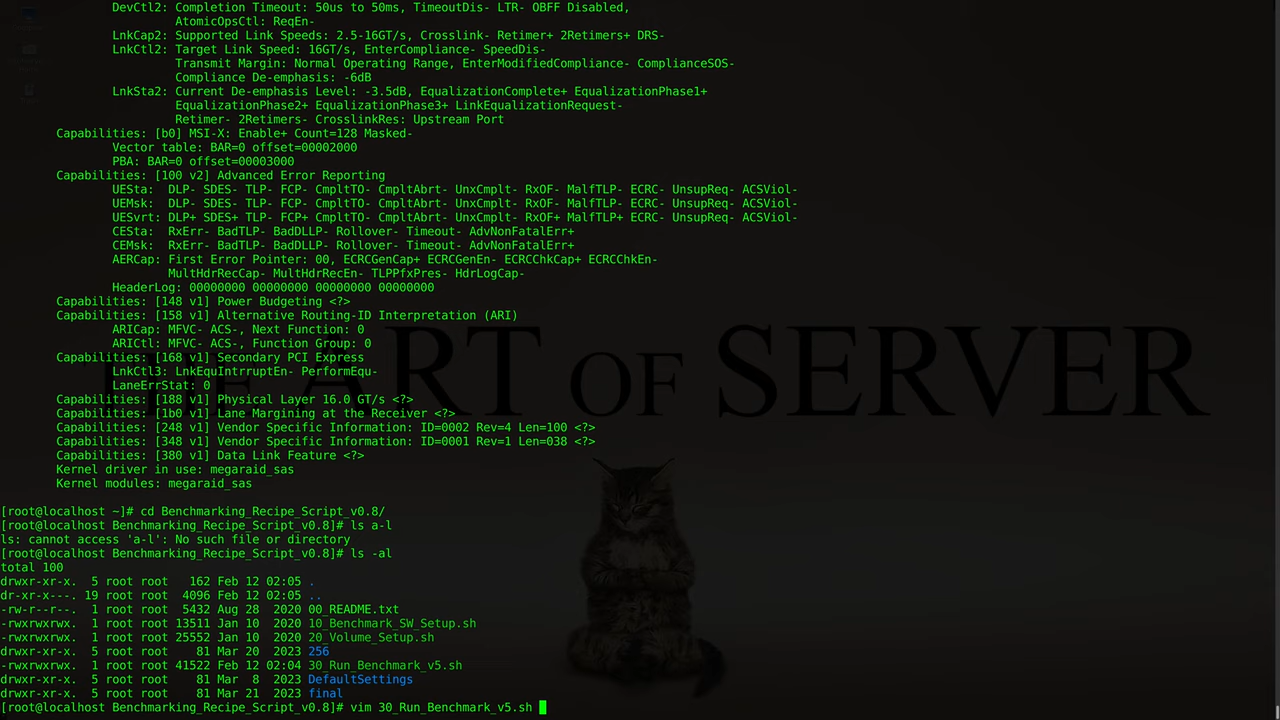 DevCtl2: Completion Timeout: 50us to 50ms, TimeoutDis- LTR- OBFF Disabled,
AtomicOpsCtl: ReqEn-
LnkCap2: Supported Link Speeds: 2.5-16GT/s, Crosslink- Retimer+ 2Retimers+ DRS-
LnkCtl2: Target Link Speed: 16GT/s, EnterCompliance- SpeedDis-
Transmit Margin: Normal Operating Range, EnterModifiedCompliance- ComplianceSOS-
Compliance De-emphasis: -6dB
LnkSta2: Current De-emphasis Level: -3.5dB, EqualizationComplete+ EqualizationPhase1+
EqualizationPhase2+ EqualizationPhase3+ LinkEqualizationRequest-
Retimer- 2Retimers- CrosslinkRes: Upstream Port
Capabilities: [b0] MSI-X: Enable+ Count=128 Masked-
Vector table: BAR=0 offset=00002000
PBA: BAR=0 offset=00003000
Capabilities: [100 v2] Advanced Error Reporting
UESta:  DLP- SDES- TLP- FCP- CmpltTO- CmpltAbrt- UnxCmplt- RxOF- MalfTLP- ECRC- UnsupReq- ACSViol-
UEMsk:  DLP- SDES- TLP- FCP- CmpltTO- CmpltAbrt- UnxCmplt- RxOF- MalfTLP- ECRC- UnsupReq- ACSViol-
UESvrt: DLP+ SDES+ TLP- FCP+ CmpltTO- CmpltAbrt- UnxCmplt- RxOF+ MalfTLP+ ECRC- UnsupReq- ACSViol-
CESta:  RxErr- BadTLP- BadDLLP- Rollover- Timeout- AdvNonFatalErr+
CEMsk:  RxErr- BadTLP- BadDLLP- Rollover- Timeout- AdvNonFatalErr+
AERCap: First Error Pointer: 00, ECRCGenCap+ ECRCGenEn- ECRCChkCap+ ECRCChkEn-
MultHdrRecCap- MultHdrRecEn- TLPPfxPres- HdrLogCap-
HeaderLog: 00000000 00000000 00000000 00000000
Capabilities: [148 v1] Power Budgeting <?>
Capabilities: [158 v1] Alternative Routing-ID Interpretation (ARI)
ARICap: MFVC- ACS-, Next Function: 0
ARICtl: MFVC- ACS-, Function Group: 0
Capabilities: [168 v1] Secondary PCI Express
LnkCtl3: LnkEquIntrruptEn- PerformEqu-
LaneErrStat: 0
Capabilities: [188 v1] Physical Layer 16.0 GT/s <?>
Capabilities: [1b0 v1] Lane Margining at the Receiver <?>
Capabilities: [248 v1] Vendor Specific Information: ID=0002 Rev=4 Len=100 <?>
Capabilities: [348 v1] Vendor Specific Information: ID=0001 Rev=1 Len=038 <?>
Capabilities: [380 v1] Data Link Feature <?>
Kernel driver in use: megaraid_sas
Kernel modules: megaraid_sas
THE ART OF SERVER
[root@localhost ~]# cd Benchmarking_Recipe_Script_v0.8/
[root@localhost Benchmarking_Recipe_Script_v0.8]# ls a-l
ls: cannot access 'a-l': No such file or directory
[root@localhost Benchmarking_Recipe_Script_v0.8]# ls -al
total 100
drwxr-xr-x.  5 root root   162 Feb 12 02:05 .
dr-xr-x---. 19 root root  4096 Feb 12 02:05 ..
-rw-r--r--.  1 root root  5432 Aug 28  2020 00_README.txt
-rwxrwxrwx.  1 root root 13511 Jan 10  2020 10_Benchmark_SW_Setup.sh
-rwxrwxrwx.  1 root root 25552 Jan 10  2020 20_Volume_Setup.sh
drwxr-xr-x.  5 root root    81 Mar 20  2023 256
-rwxrwxrwx.  1 root root 41522 Feb 12 02:04 30_Run_Benchmark_v5.sh
drwxr-xr-x.  5 root root    81 Mar  8  2023 DefaultSettings
drwxr-xr-x.  5 root root    81 Mar 21  2023 final
[root@localhost Benchmarking_Recipe_Script_v0.8]# vim 30_Run_Benchmark_v5.sh